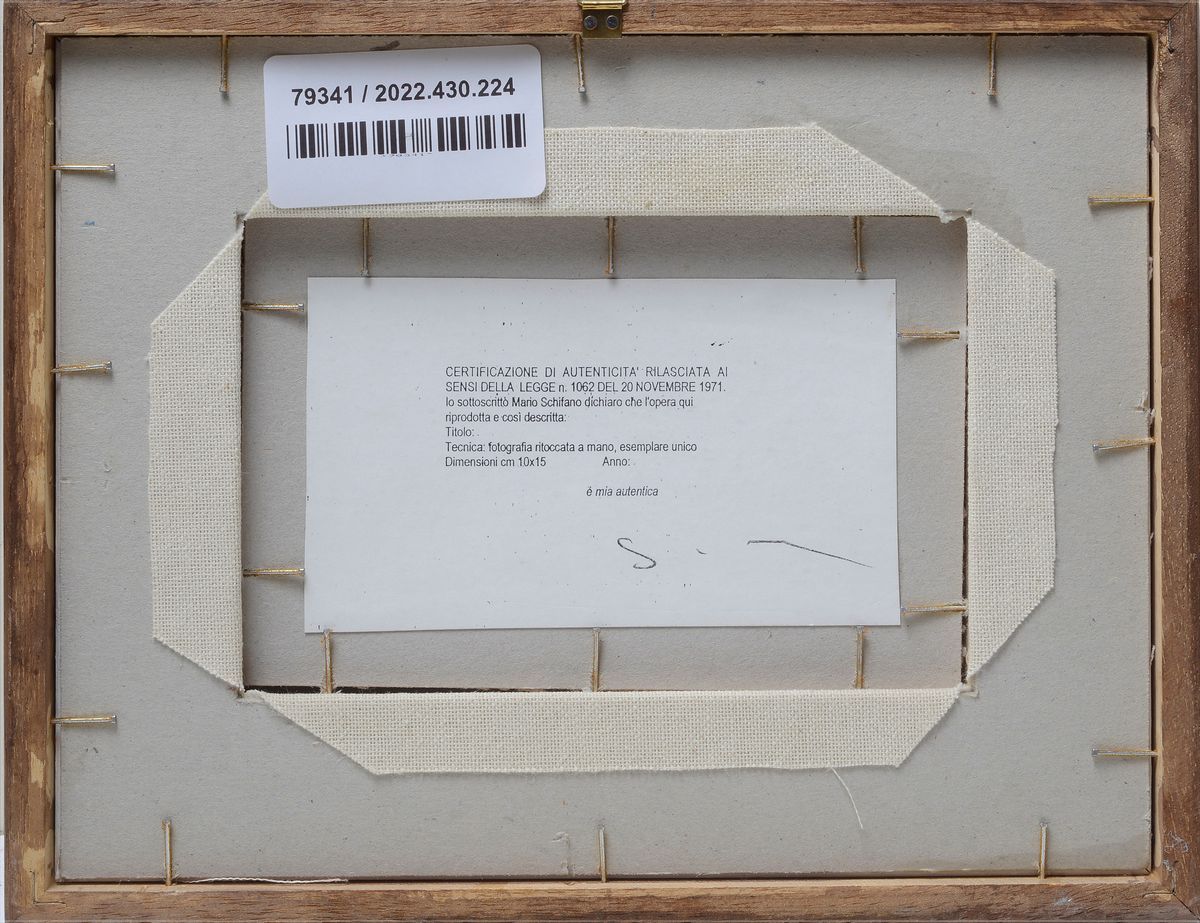 79341 / 2022.430.224
CERTIFICAZIONE DI AUTENTICITA' RILASCIATA AI
SENSI DELLA LEGGE n. 1062 DEL 20 NOVEMBRE 1971.
Io sottoscritto Mario Schifano dichiaro che l'opera qui
riprodotta e così descritta:
Titolo:
Tecnica: fotografia ritoccata a mano, esemplare unico
Dimensioni cm 10x15 Anno:
è mia autentica